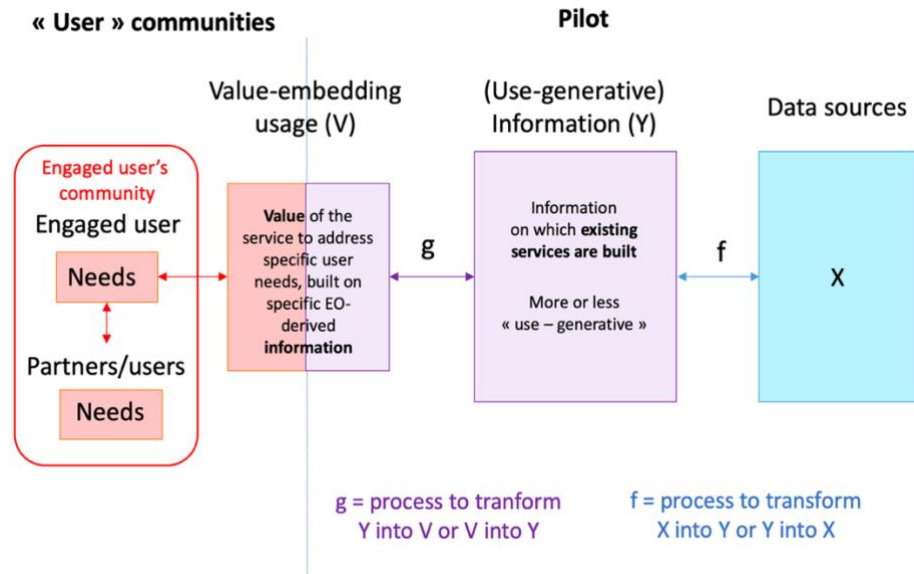 « User » communities
Pilot
Value-embedding
usage (V)
(Use-generative)
Information (Y)
Data sources
Engaged user's
community
Engaged user
Needs
Partners/users
Needs
Value of the
service to address
specific user
needs, built on
specific EO-
derived
information
g
Information
on which existing
services are built
More or less
« use – generative »
f
X
g = process to tranform
Y into V or V into Y
f = process to transform
X into Y or Y into X